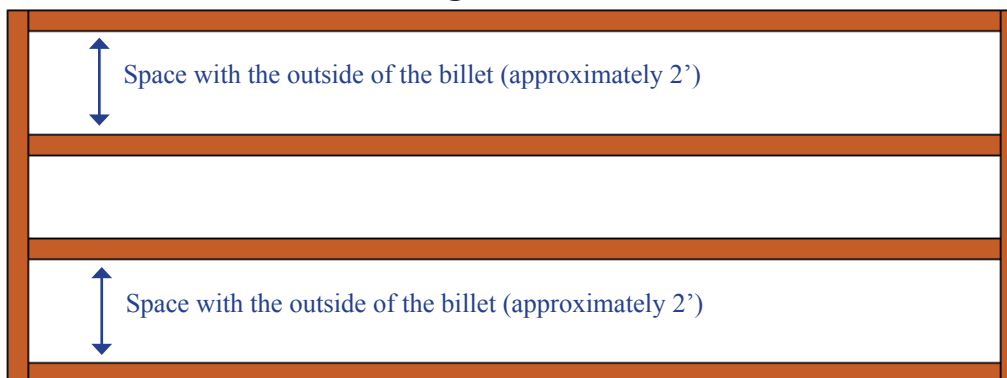 Space with the outside of the billet (approximately 2’)
Space with the outside of the billet (approximately 2’)